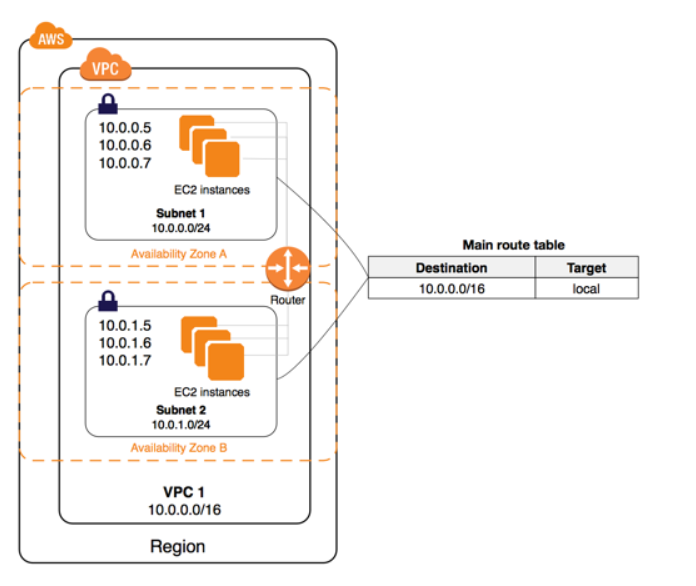 AWS
VPC
10.0.0.5
10.0.0.6
10.0.0.7
EC2 instances
Subnet 1
10.0.0.0/24
Availability Zone A
Router
10.0.1.5
10.0.1.6
10.0.1.7
EC2 instances
Subnet 2
10.0.1.0/24
Availability Zone B
VPC 1
10.0.0.0/16
Region
Main route table
Destination Target
10.0.0.0/16 local